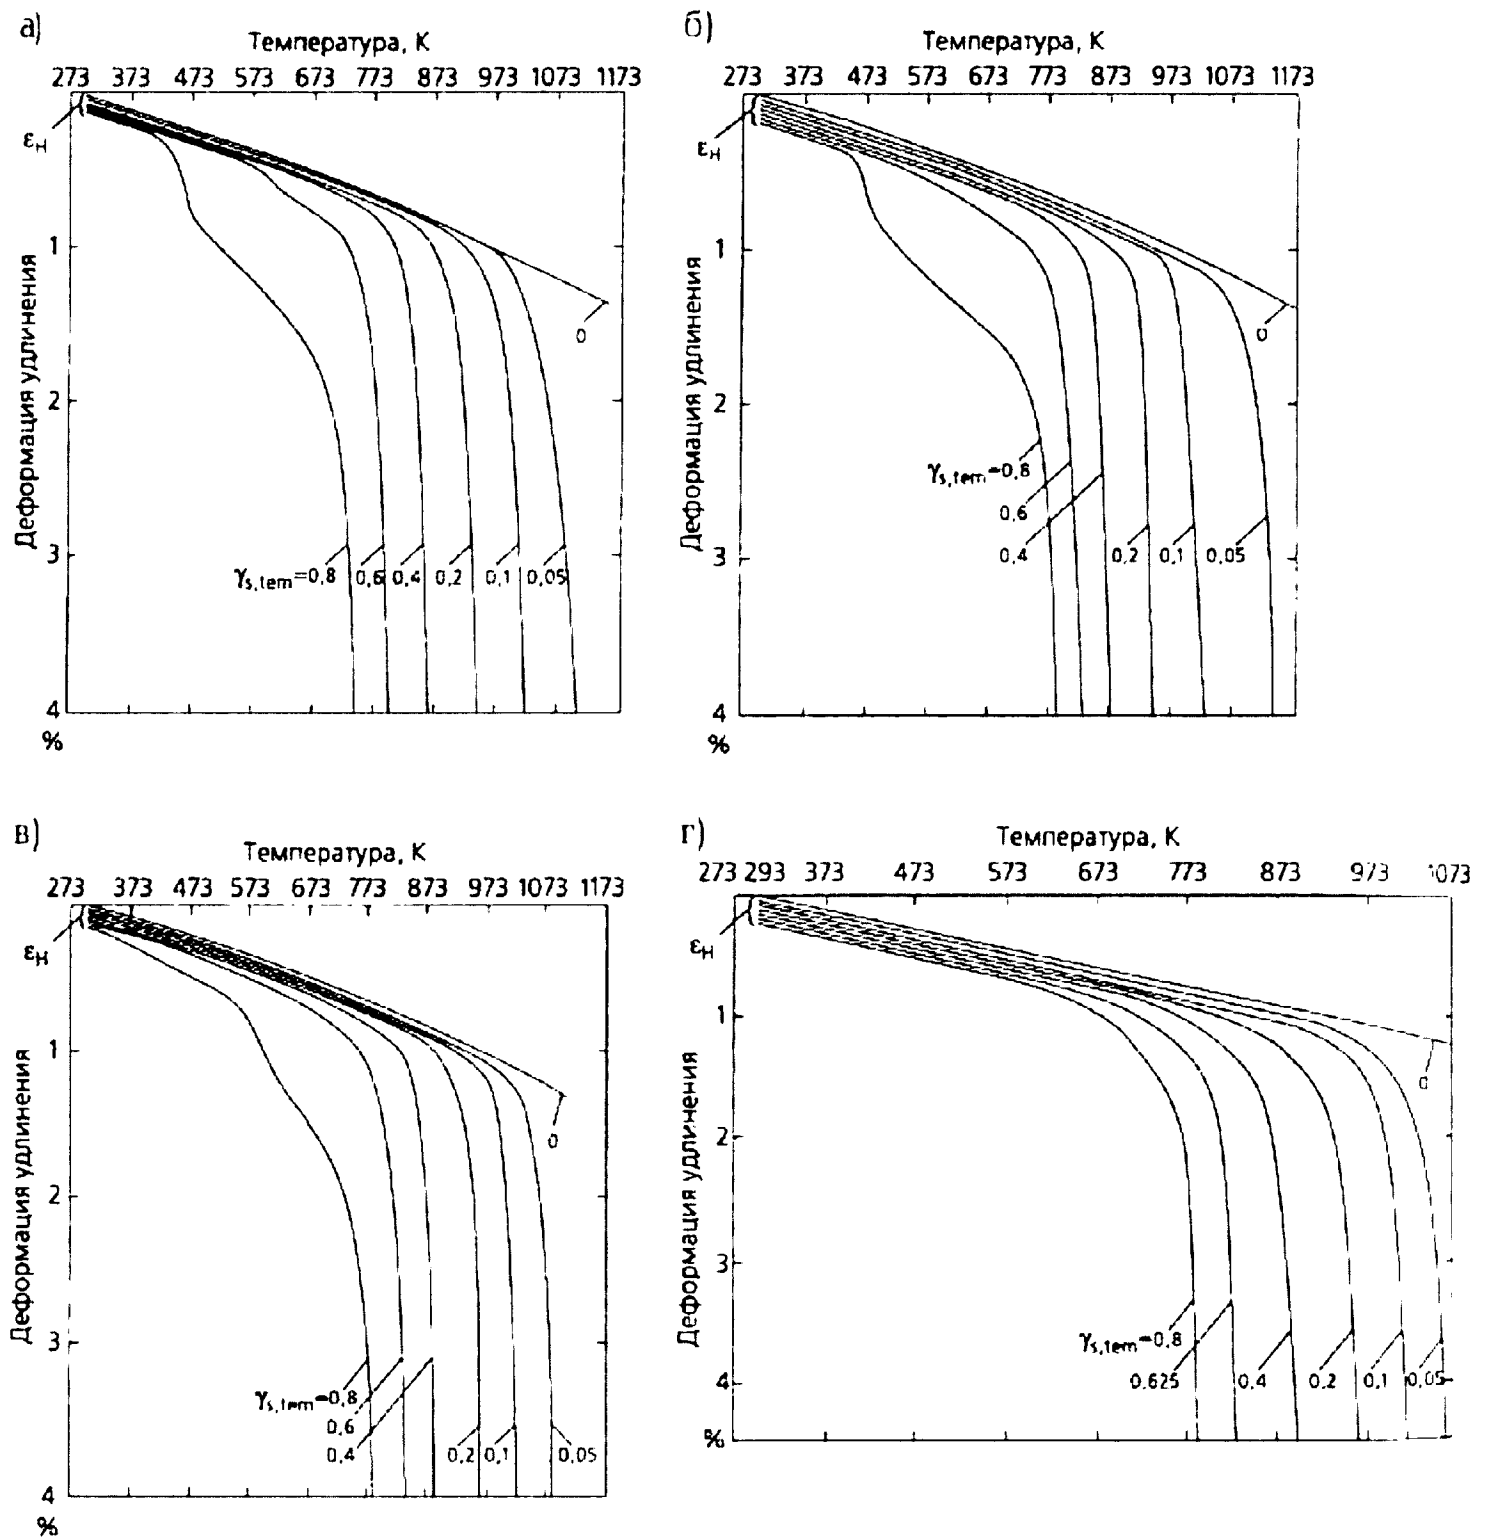 а)
Температура, К
273 373 473 573 673 773 873 973 1073 1173
εн
1
2
3
4
%
Деформация удлинения
0
γs,tem=0,8 0,6 0,4 0,2 0,1 0,05
б)
Температура, К
273 373 473 573 673 773 873 973 1073 1173
εн
1
2
3
4
%
Деформация удлинения
0
γs,tem=0,8
0,6
0,4 0,2 0,1 0,05
в)
Температура, К
273 373 473 573 673 773 873 973 1073 1173
εн
1
2
3
4
%
Деформация удлинения
0
γs,tem=0,8
0,6
0,4 0,2 0,1 0,05
г)
Температура, К
273 293 373 473 573 673 773 873 973 1073
εн
1
2
3
4
%
Деформация удлинения
0
γs,tem=0,8
0.625 0,4 0,2 0,1 0,05